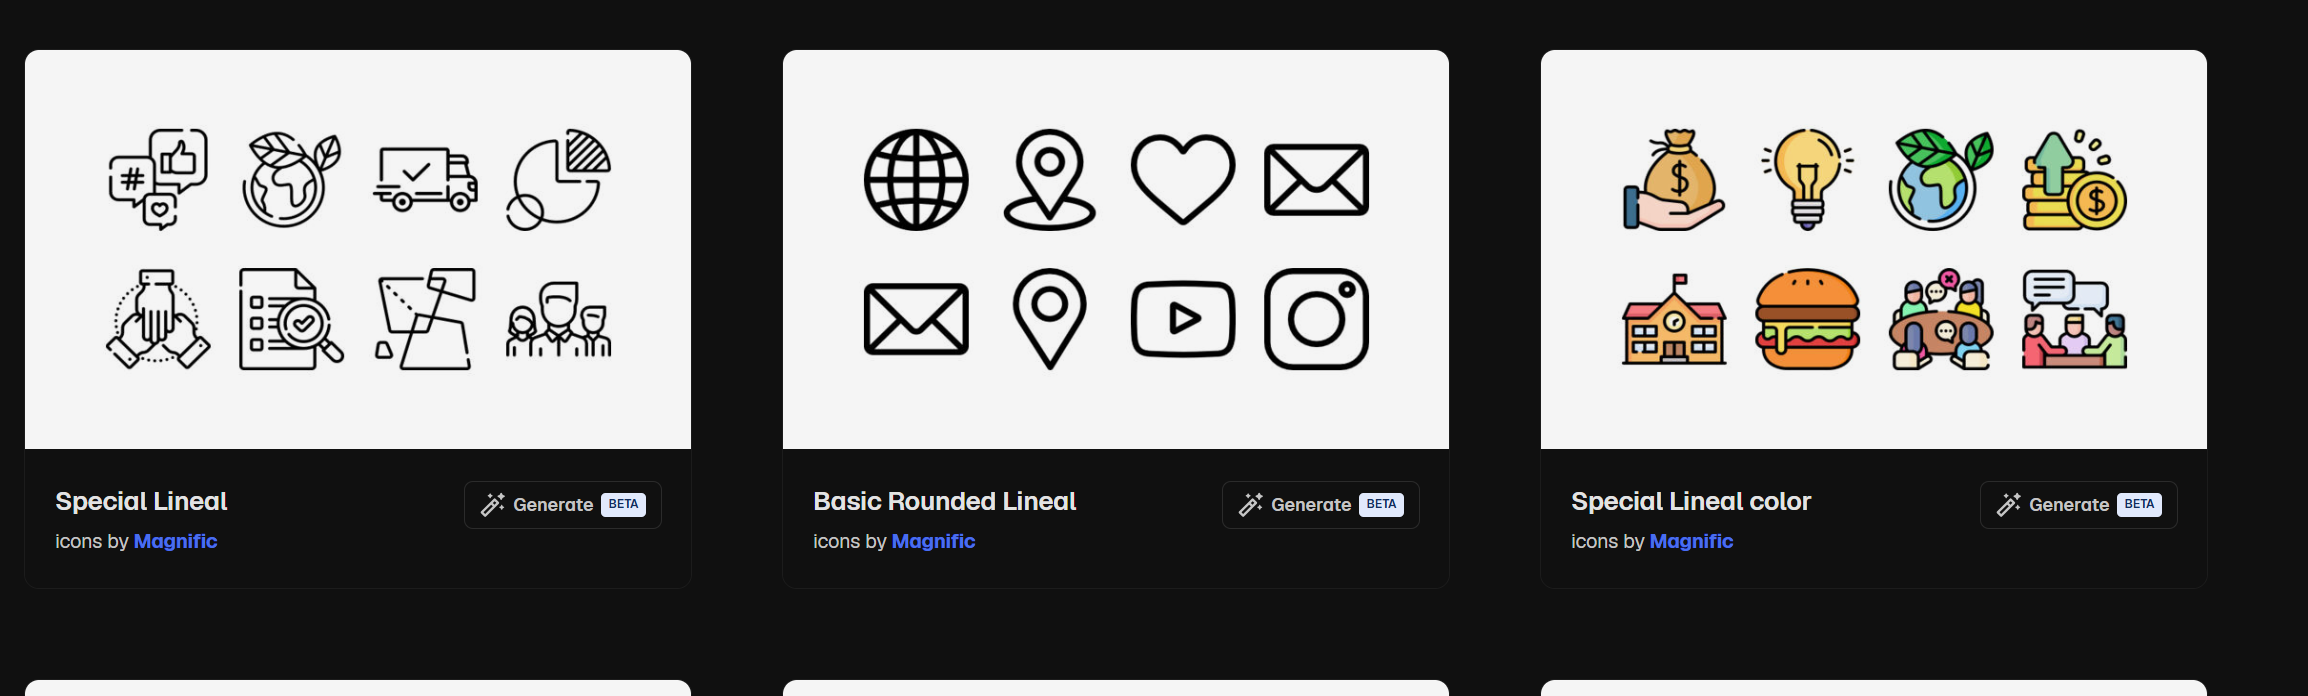 #
$
$
Special Lineal
Generate BETA
icons by Magnific
Basic Rounded Lineal
Generate BETA
icons by Magnific
Special Lineal color
Generate BETA
icons by Magnific